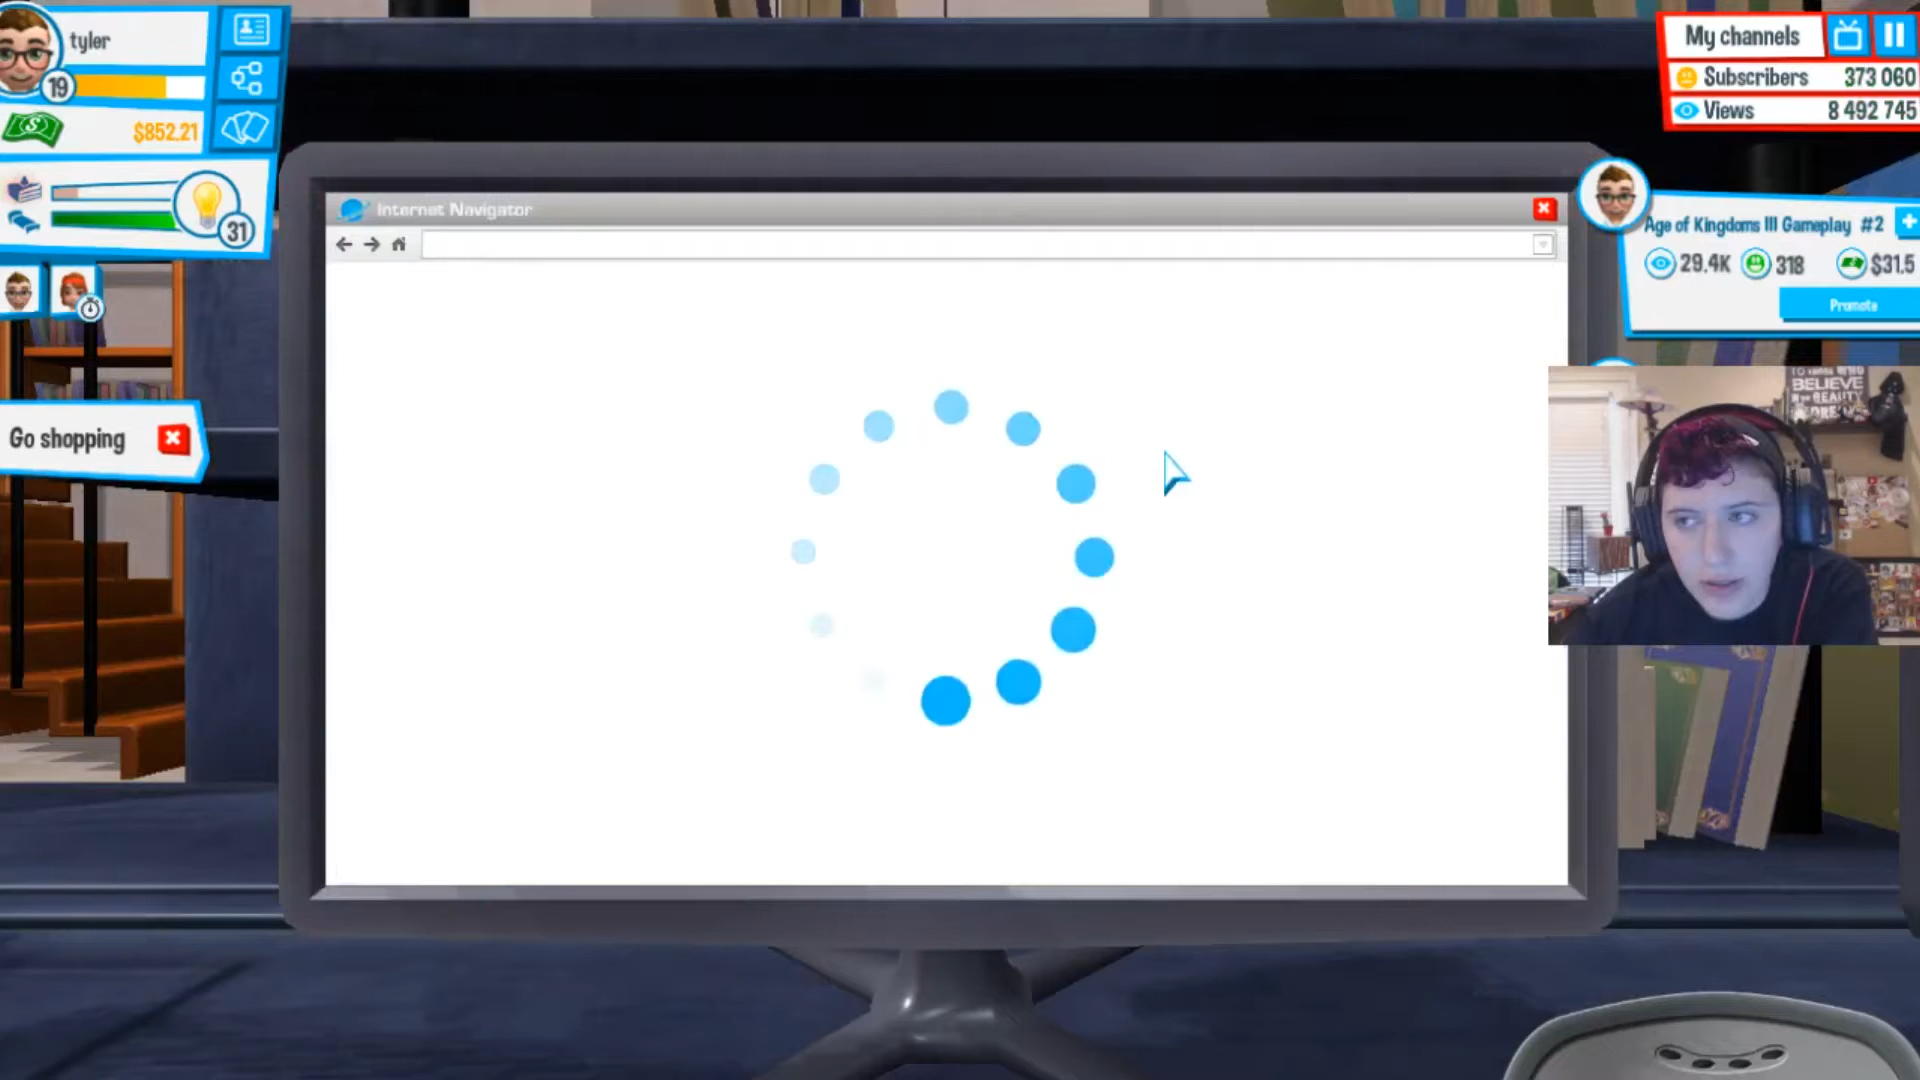 tyler
19
$852.21
31
Go shopping
Internet Navigator
My channels
Subscribers 373 060
Views 8 492 745
Age of Kingdoms III Gameplay #2
29.4K 318 $31.5
Promote
BELIEVE
BEAUTY